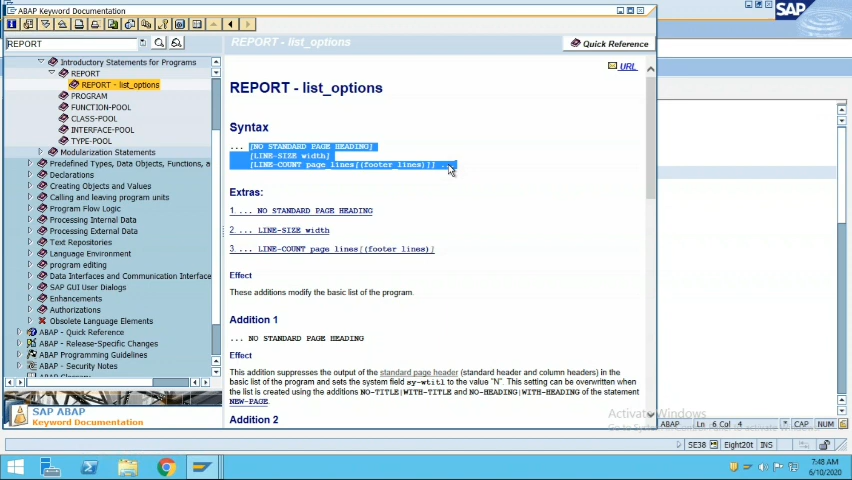 ABAP Keyword Documentation
SAP
REPORT
REPORT - list_options
Quick Reference
Introductory Statements for Programs
REPORT
REPORT - list_options
PROGRAM
FUNCTION-POOL
CLASS-POOL
INTERFACE-POOL
TYPE-POOL
Modularization Statements
Predefined Types, Data Objects, Functions, a
Declarations
Creating Objects and Values
Calling and leaving program units
Program Flow Logic
Processing Internal Data
Processing External Data
Text Repositories
Language Environment
program editing
Data Interfaces and Communication Interface
SAP GUI User Dialogs
Enhancements
Authorizations
Obsolete Language Elements
ABAP - Quick Reference
ABAP - Release-Specific Changes
ABAP Programming Guidelines
ABAP - Security Notes
SAP ABAP
Keyword Documentation
URL
REPORT - list_options
Syntax
... [NO STANDARD PAGE HEADING]
[LINE-SIZE width]
[LINE-COUNT page_lines[(footer_lines)]] ...
Extras:
1. ... NO STANDARD PAGE HEADING
2. ... LINE-SIZE width
3. ... LINE-COUNT page_lines[(footer_lines)]
Effect
These additions modify the basic list of the program.
Addition 1
... NO STANDARD PAGE HEADING
Effect
This addition suppresses the output of the standard page header (standard header and column headers) in the
basic list of the program and sets the system field sy-wtitl to the value "N". This setting can be overwritten when
the list is created using the additions NO-TITLE|WITH-TITLE and NO-HEADING|WITH-HEADING of the statement
NEW-PAGE.
Addition 2
Activate Windows
ABAP Ln 6 Col 4 CAP NUM
SE38 Eight20t INS
7:48 AM
6/10/2020